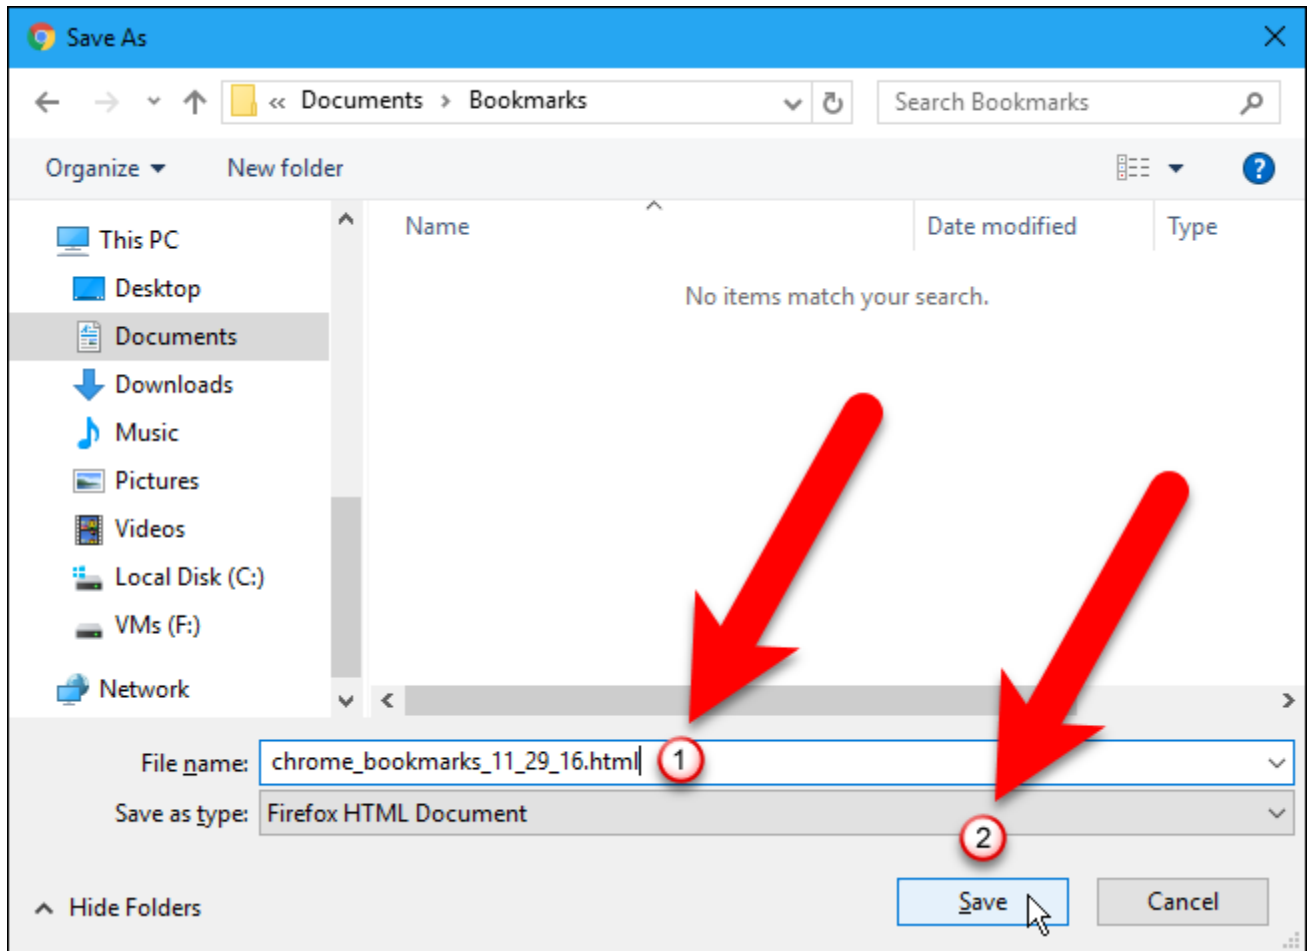 Save As
« Documents > Bookmarks
Search Bookmarks
Organize
New folder
?
Name
Date modified
Type
This PC
Desktop
Documents
Downloads
Music
Pictures
Videos
Local Disk (C:)
VMs (F:)
Network
No items match your search.
File name: chrome_bookmarks_11_29_16.html 1
Save as type: Firefox HTML Document
2
Hide Folders
Save
Cancel